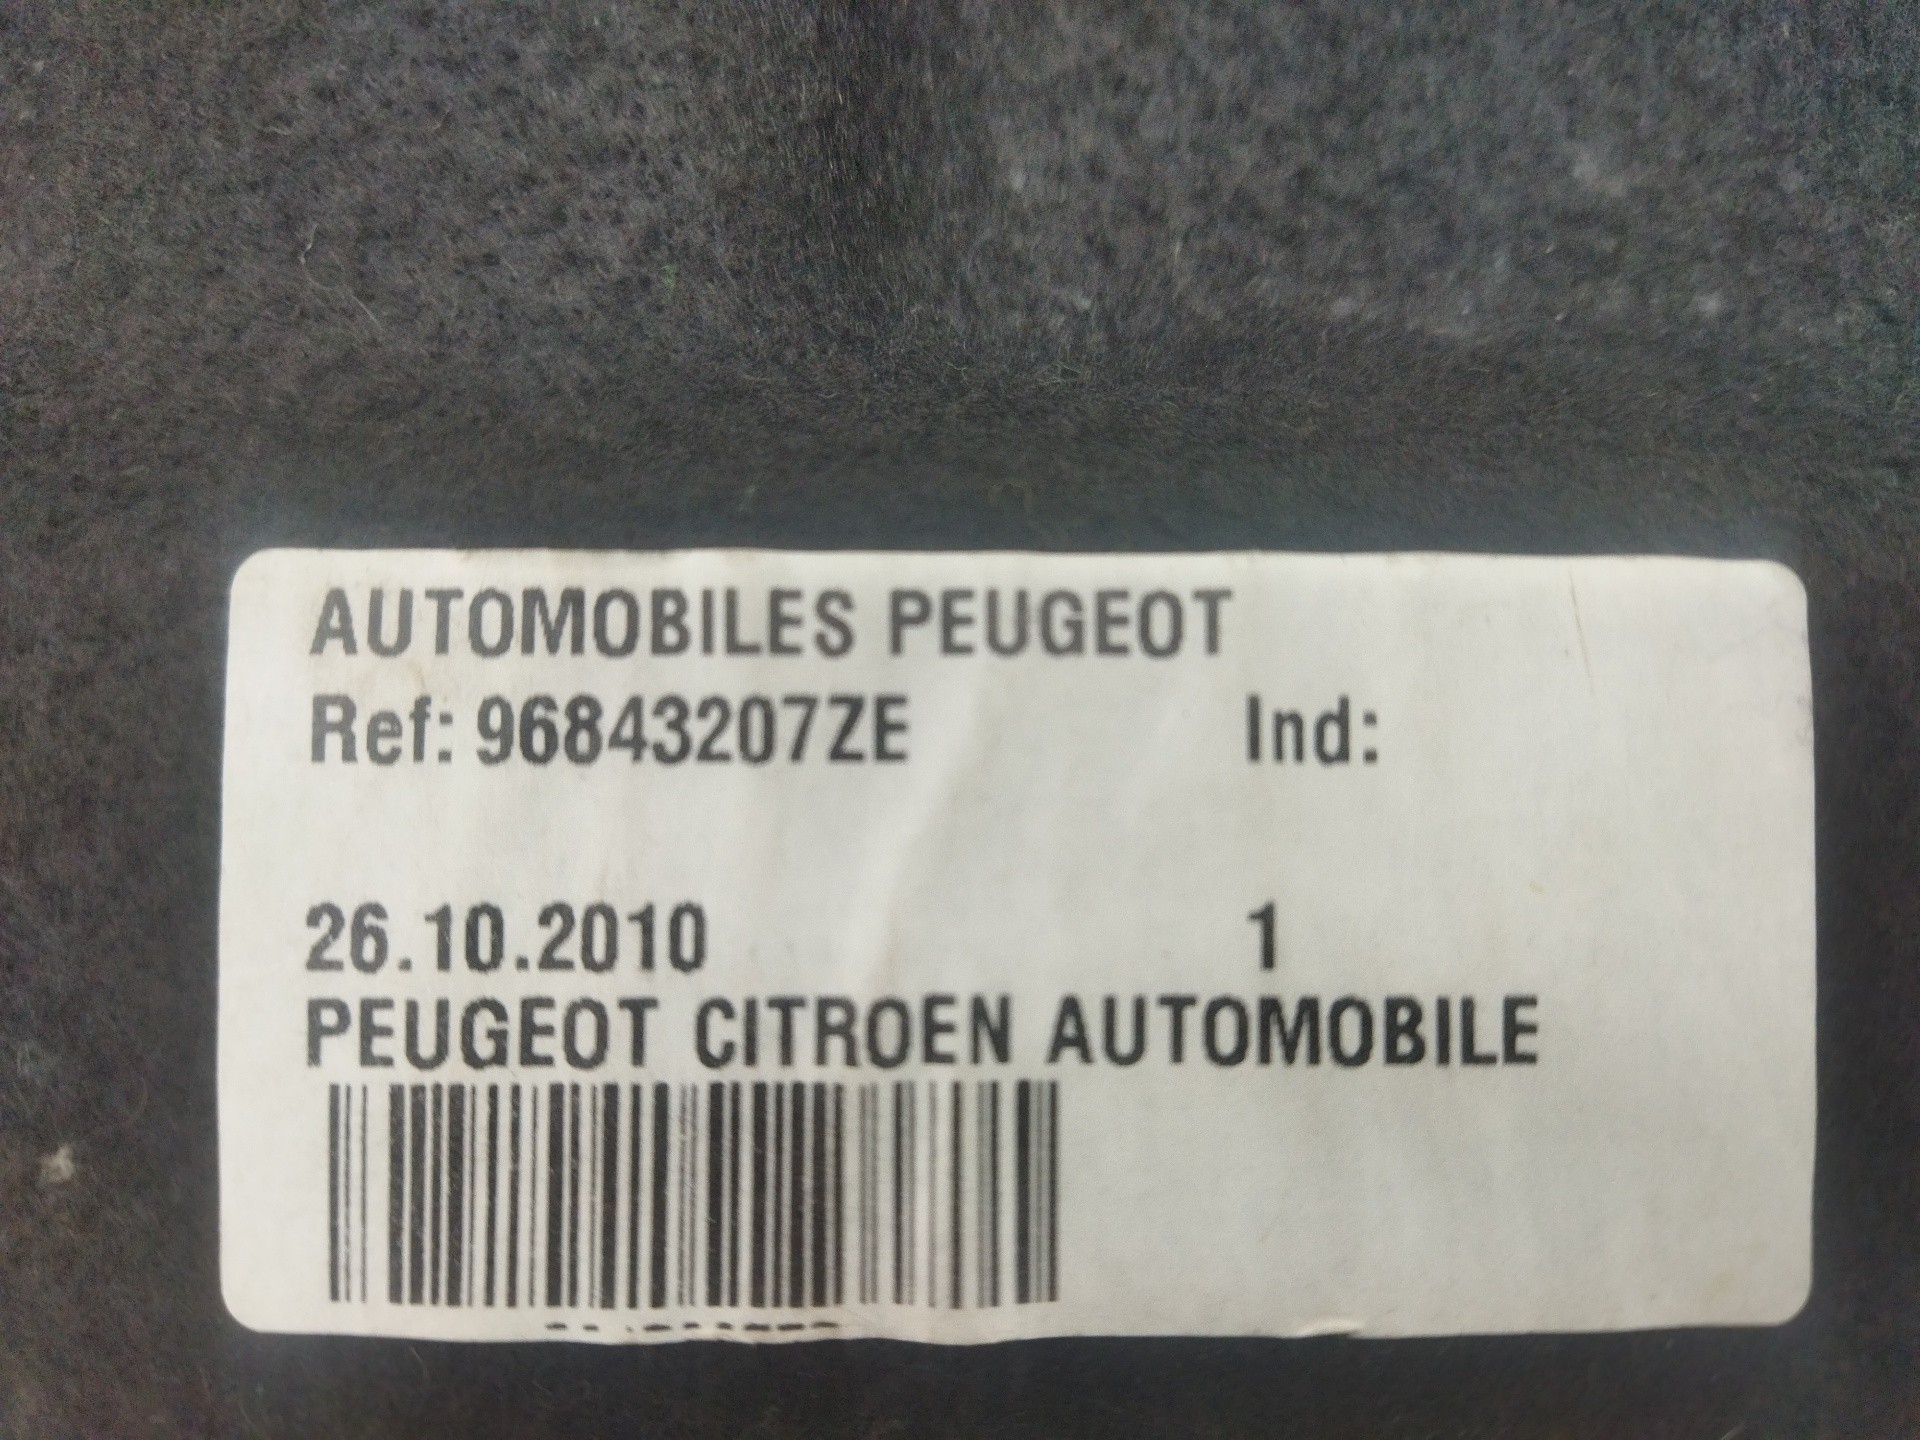 AUTOMOBILES PEUGEOT
Ref: 96843207ZE Ind:
26.10.2010 1
PEUGEOT CITROEN AUTOMOBILE